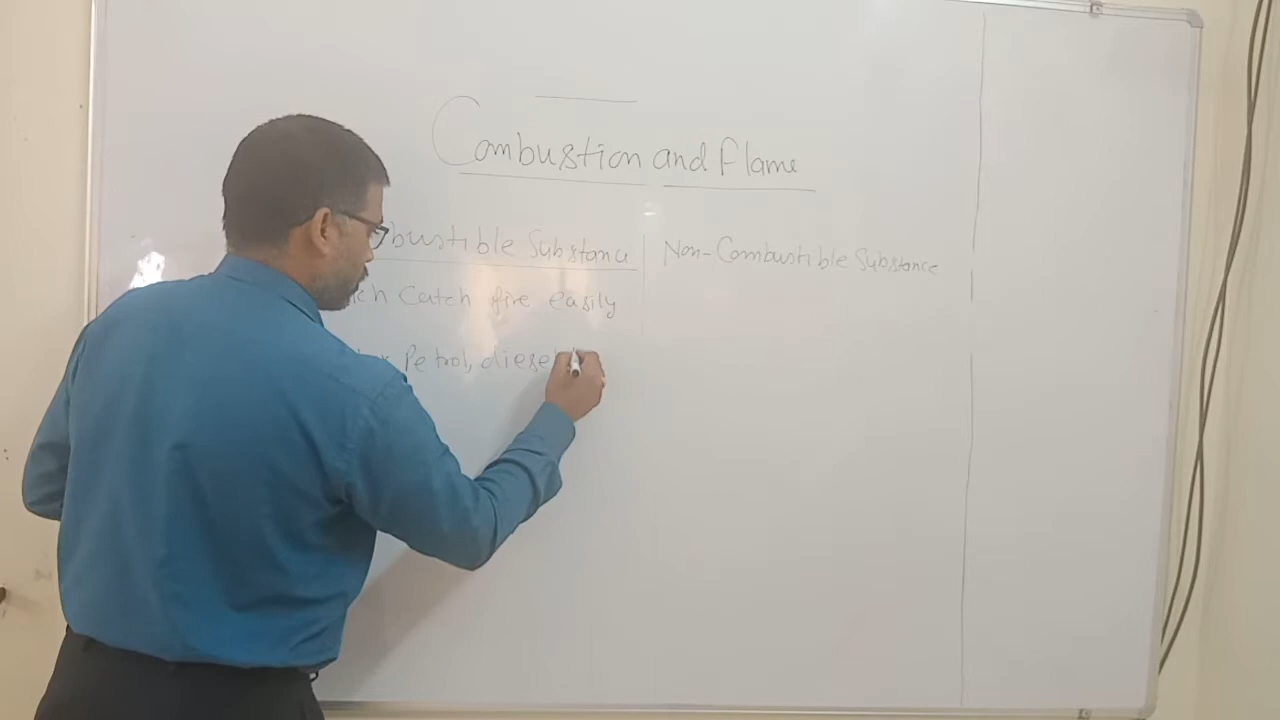 Combustion and flame
bustible Substance
Non-Combustible Substance
ch Catch fire easily
Petrol, diesel